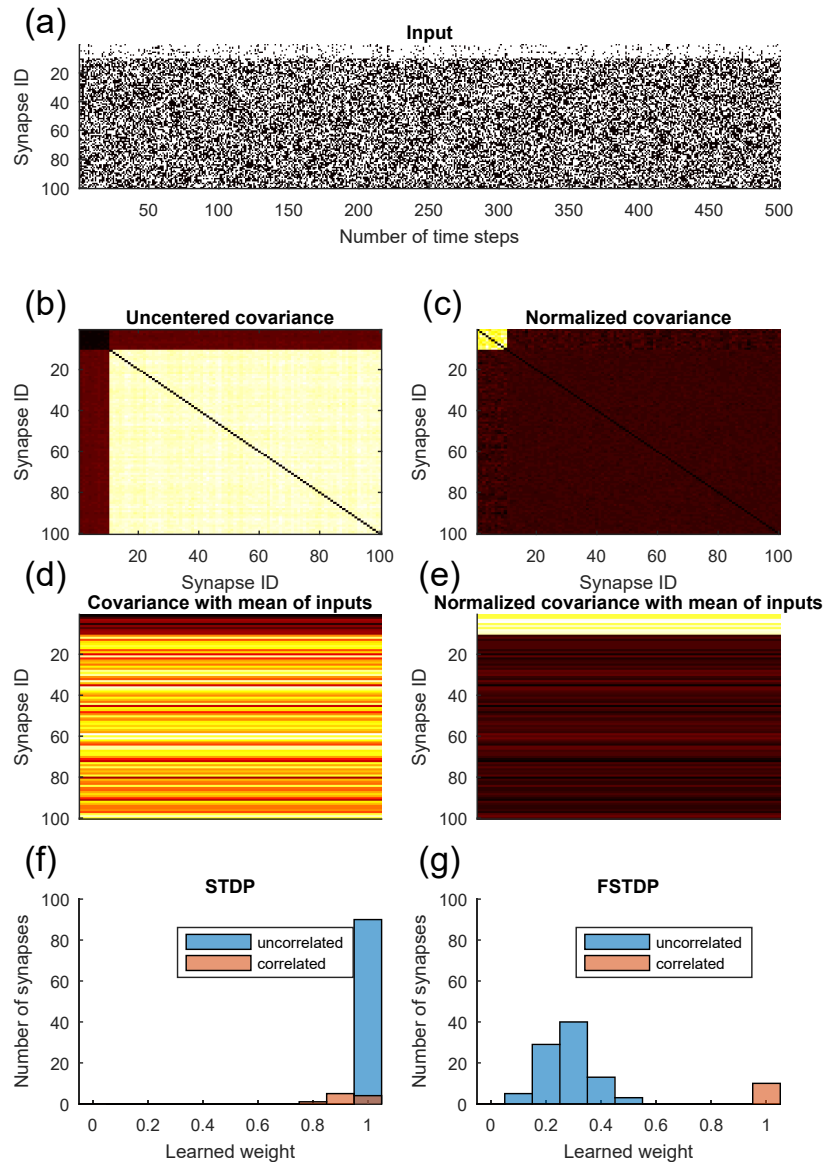 (a)
Input
Synapse ID
20
40
60
80
100
50 100 150 200 250 300 350 400 450 500
Number of time steps
(b)
Uncentered covariance
Synapse ID
20
40
60
80
100
20 40 60 80 100
Synapse ID
(c)
Normalized covariance
Synapse ID
20
40
60
80
100
20 40 60 80 100
Synapse ID
(d)
Covariance with mean of inputs
Synapse ID
20
40
60
80
100
(e)
Normalized covariance with mean of inputs
Synapse ID
20
40
60
80
100
(f)
STDP
Number of synapses
100
80
60
40
20
0
uncorrelated
correlated
0 0.2 0.4 0.6 0.8 1
Learned weight
(g)
FSTDP
Number of synapses
100
80
60
40
20
0
uncorrelated
correlated
0 0.2 0.4 0.6 0.8 1
Learned weight